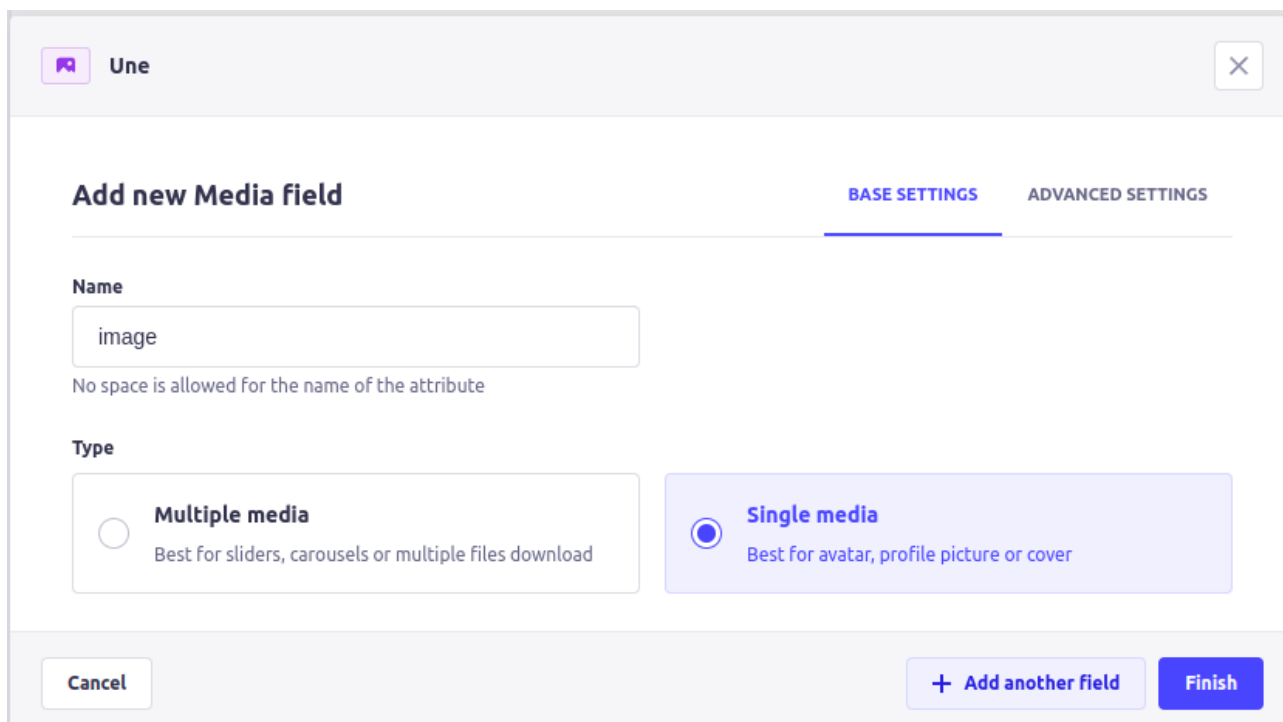 Une
Add new Media field
BASE SETTINGS
ADVANCED SETTINGS
Name
image
No space is allowed for the name of the attribute
Type
Multiple media
Best for sliders, carousels or multiple files download
Single media
Best for avatar, profile picture or cover
Cancel
+ Add another field
Finish